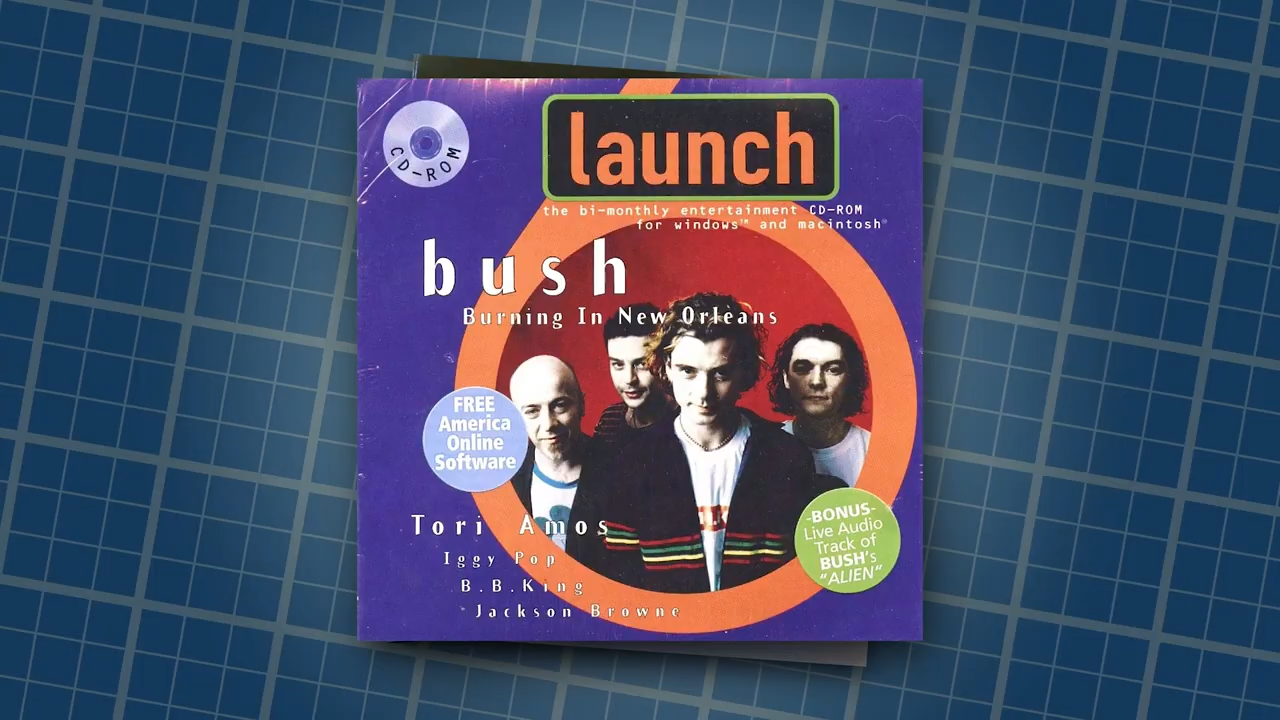 CD-ROM
launch
the bi-monthly entertainment CD-ROM
for windows™ and macintosh®
bush
Burning In New Orleans
FREE
America
Online
Software
Tori Amos
Iggy Pop
B.B.King
Jackson Browne
-BONUS-
Live Audio
Track of
BUSH's
"ALIEN"